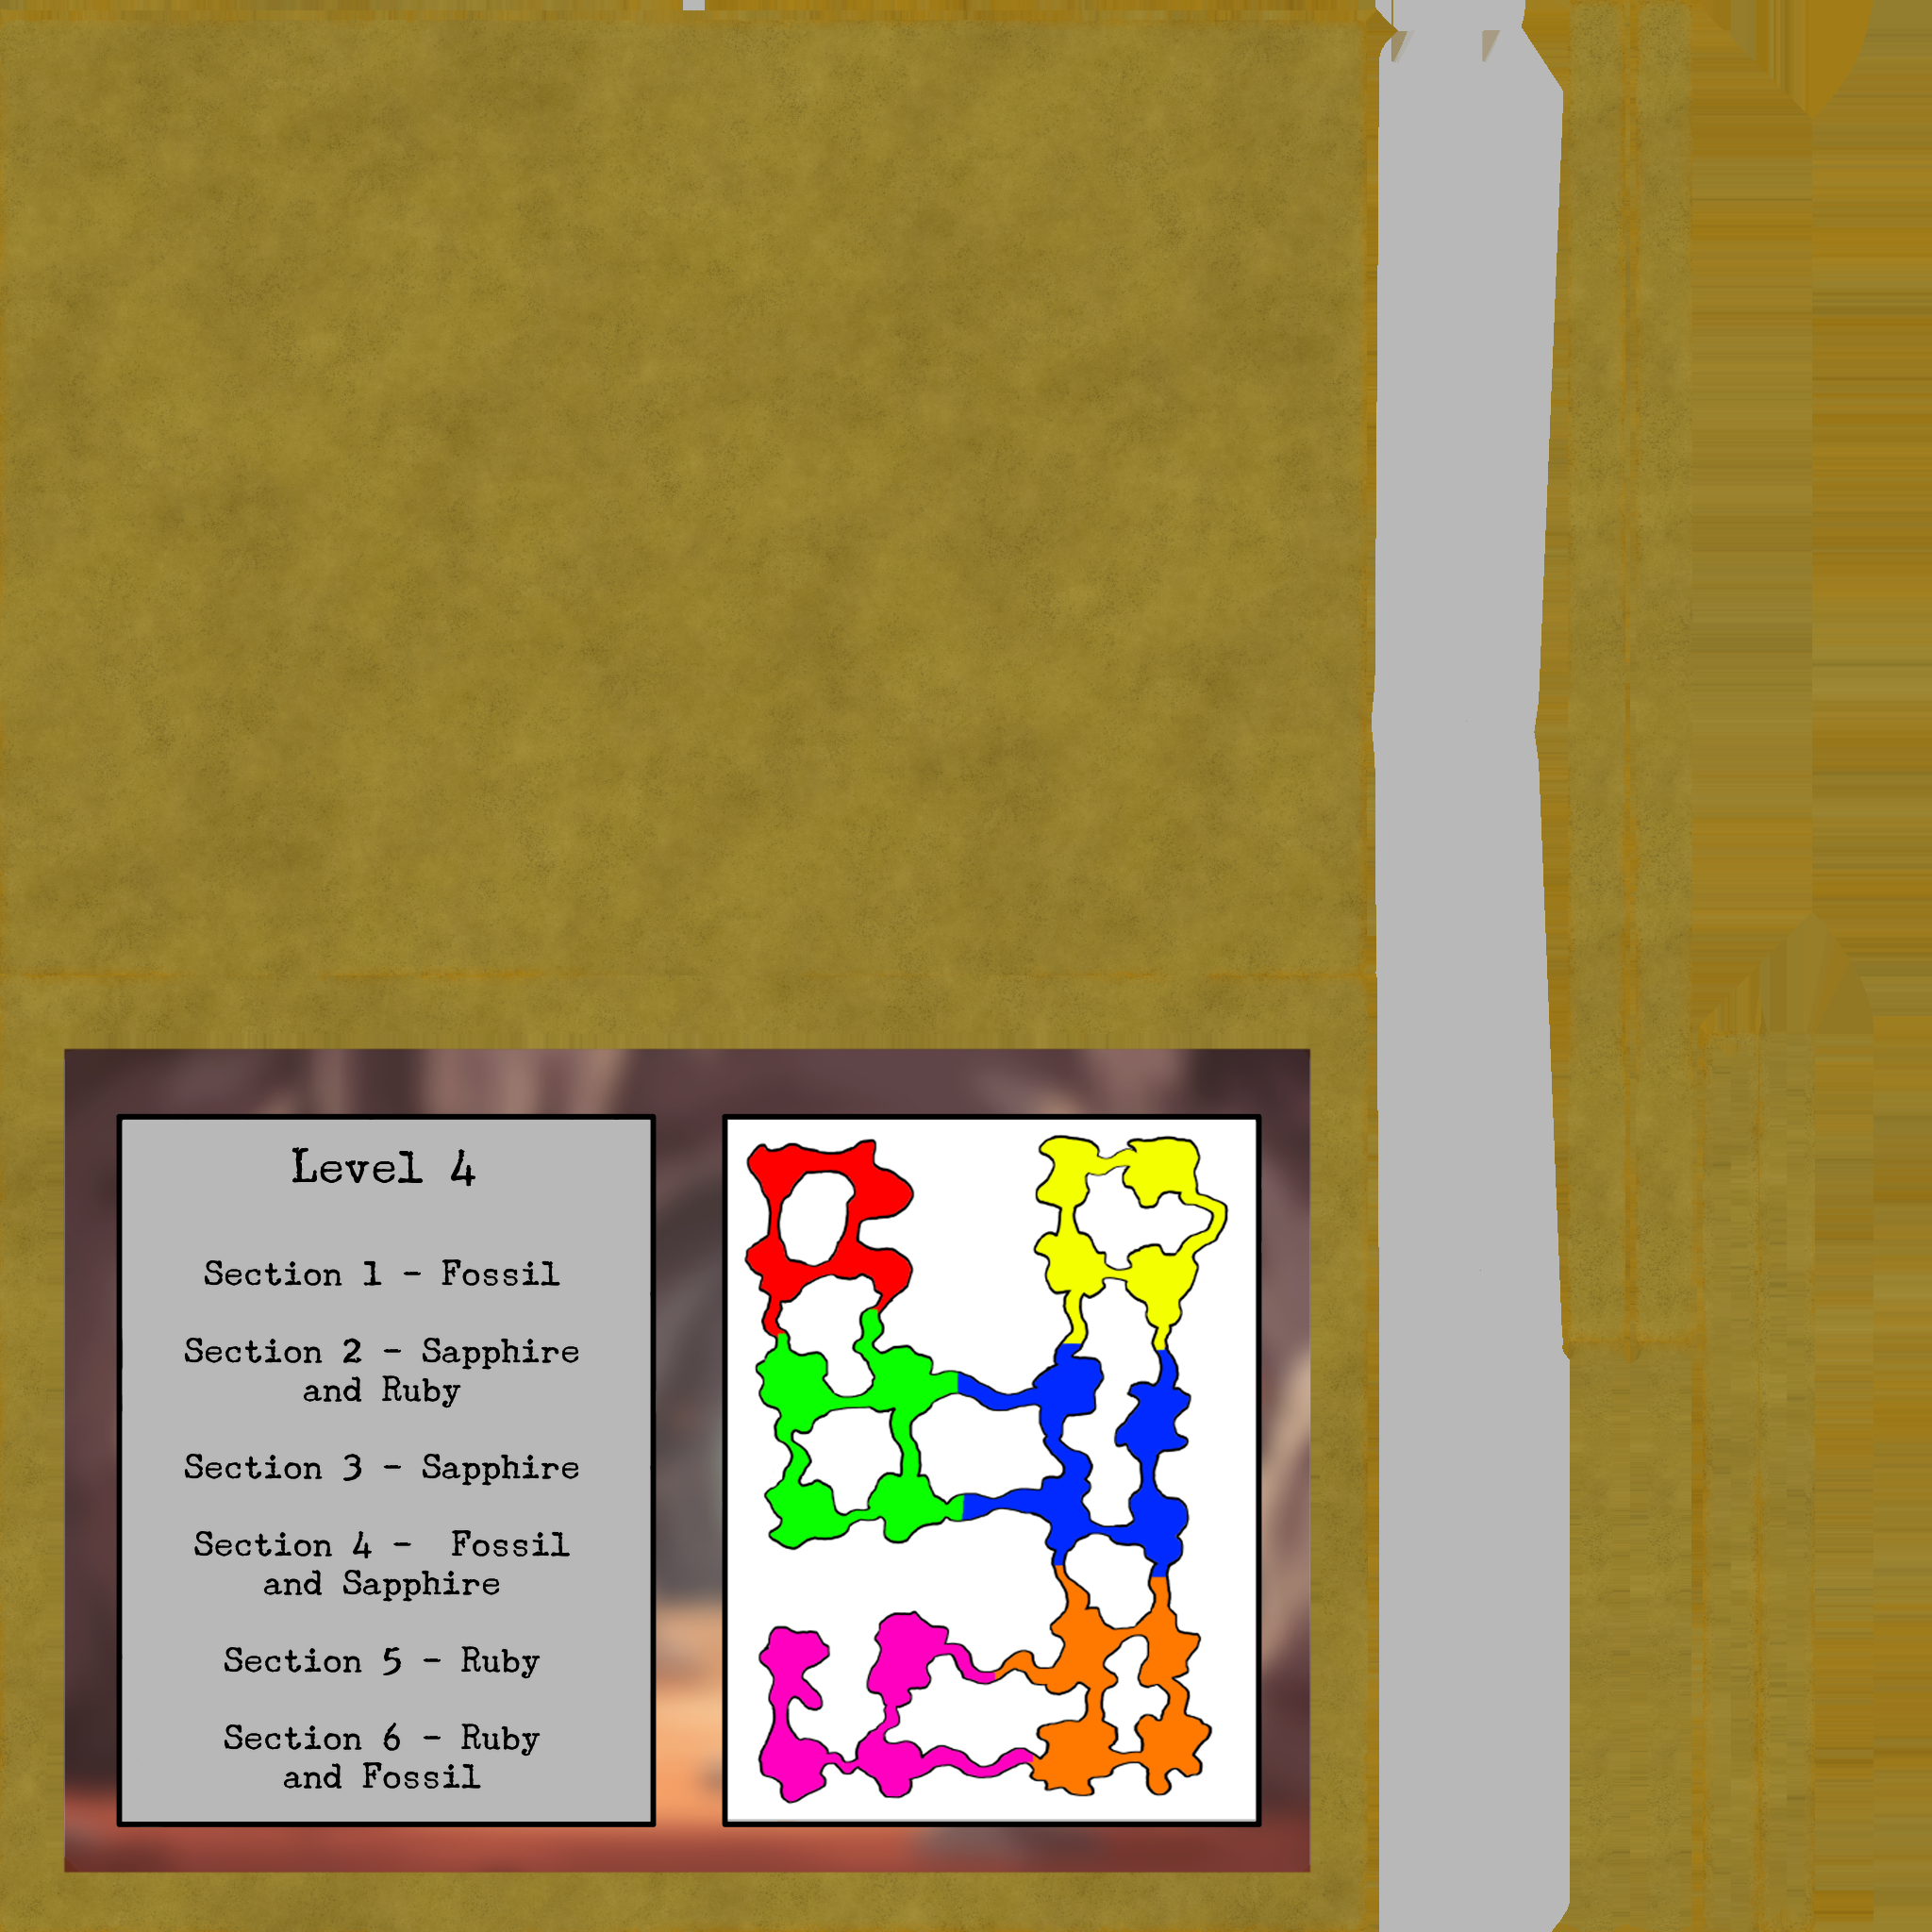 Level 4
Section 1 - Fossil
Section 2 - Sapphire
and Ruby
Section 3 - Sapphire
Section 4 - Fossil
and Sapphire
Section 5 - Ruby
Section 6 - Ruby
and Fossil